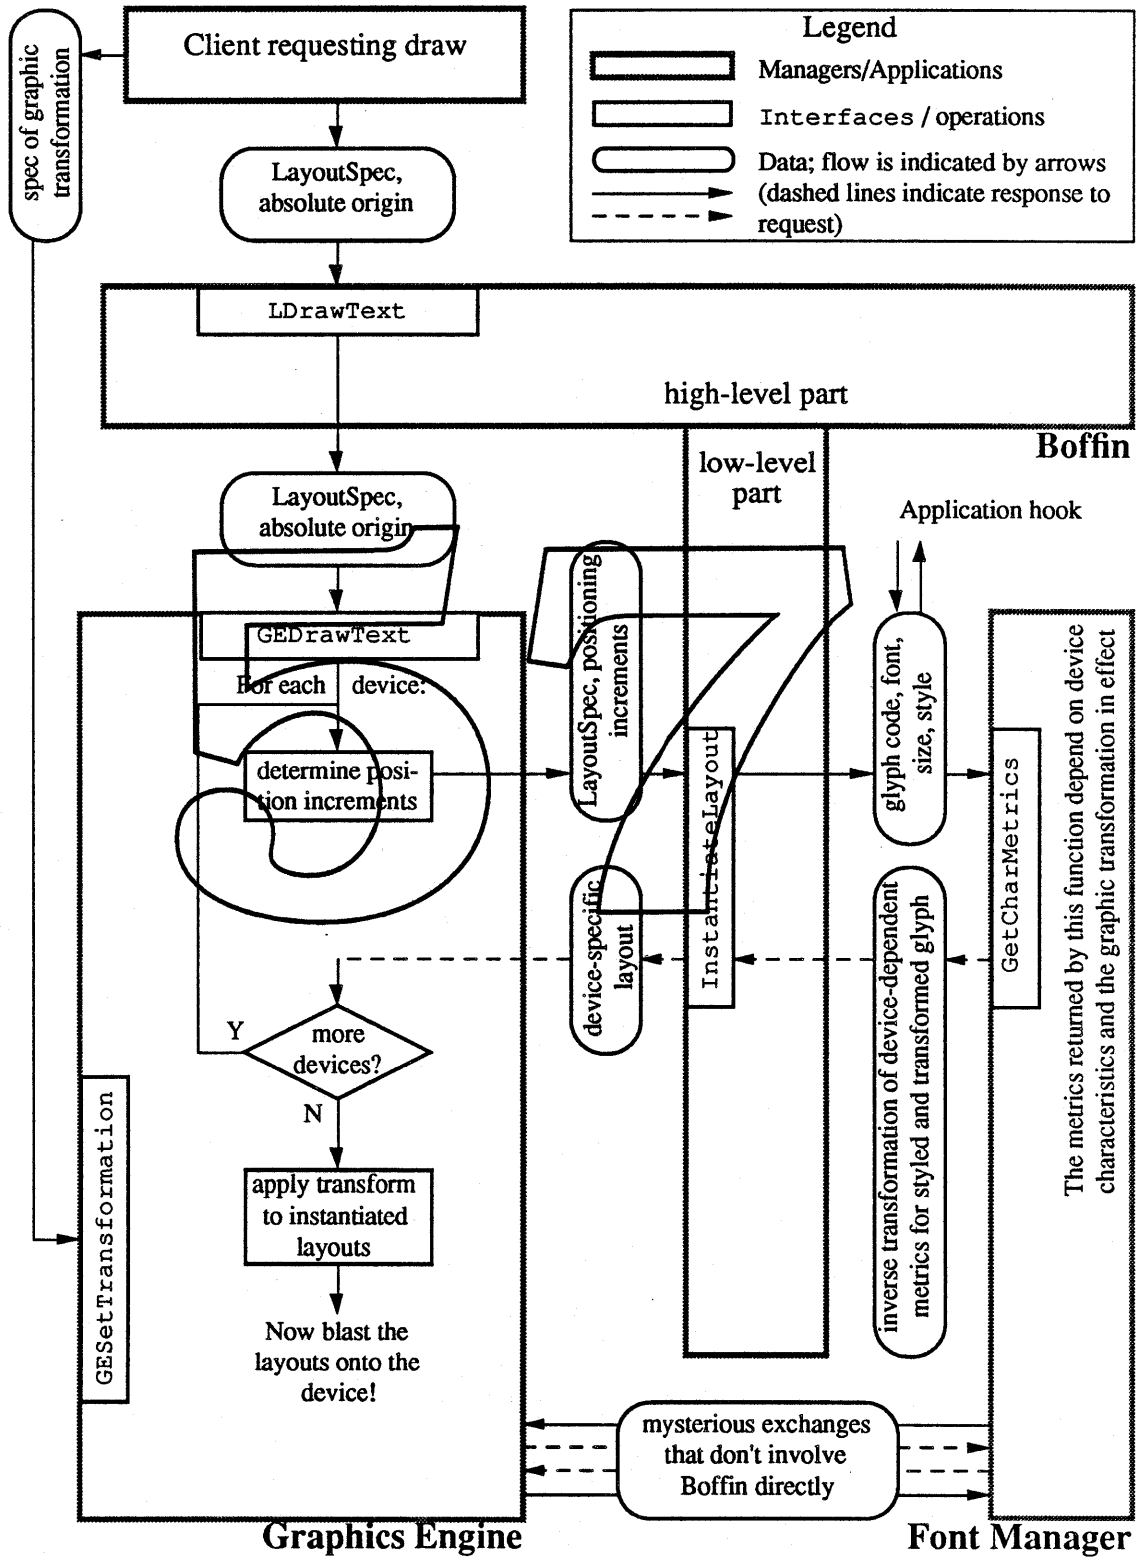 Client requesting draw
spec of graphic
transformation
Legend
Managers/Applications
Interfaces / operations
Data; flow is indicated by arrows
(dashed lines indicate response to
request)
LayoutSpec,
absolute origin
LDrawText
high-level part
Boffin
low-level
part
LayoutSpec,
absolute origin
Application hook
57
GEDrawText
For each device:
determine posi-
tion increments
LayoutSpec, positioning
increments
InstantiateLayout
glyph code, font,
size, style
GetCharMetrics
The metrics returned by this function depend on device
characteristics and the graphic transformation in effect
device-specific
layout
inverse transformation of device-dependent
metrics for styled and transformed glyph
more
devices?
Y
N
GESetTransformation
apply transform
to instantiated
layouts
Now blast the
layouts onto the
device!
mysterious exchanges
that don't involve
Boffin directly
Graphics Engine
Font Manager